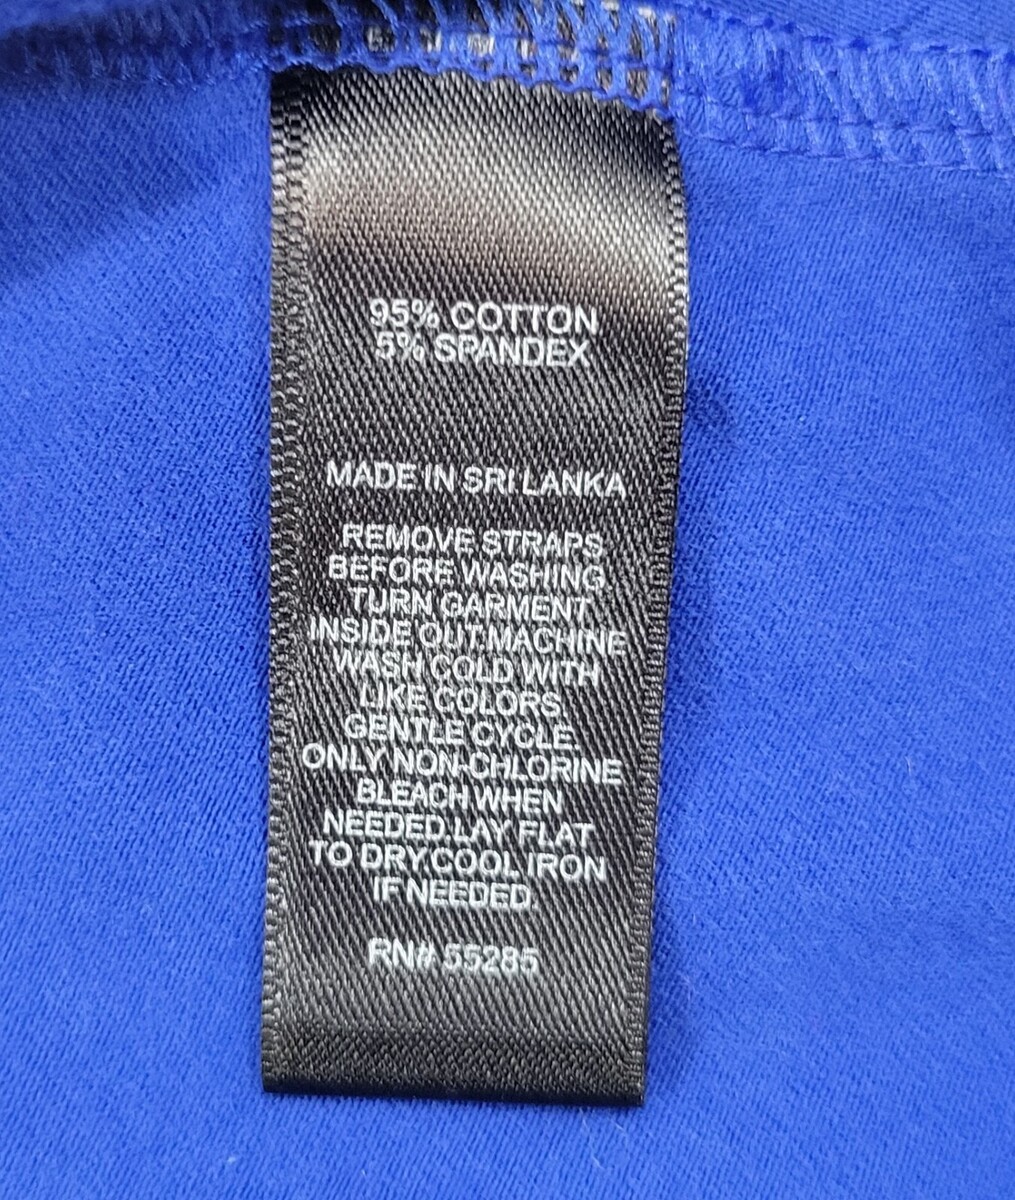 95% COTTON
5% SPANDEX
MADE IN SRI LANKA
REMOVE STRAPS
BEFORE WASHING.
TURN GARMENT
INSIDE OUT.MACHINE
WASH COLD WITH
LIKE COLORS.
GENTLE CYCLE.
ONLY NON-CHLORINE
BLEACH WHEN
NEEDED.LAY FLAT
TO DRY.COOL IRON
IF NEEDED.
RN# 55285